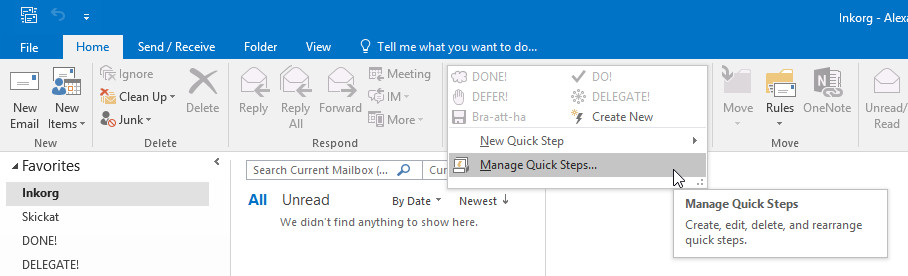 Inkorg - Alexa
File
Home
Send / Receive
Folder
View
Tell me what you want to do...
New
Email
New
Items
Ignore
Clean Up
Junk
Delete
Reply
Reply
All
Forward
Meeting
IM
More
DONE!
DO!
DEFER!
DELEGATE!
Bra-att-ha
Create New
New Quick Step
Manage Quick Steps...
Move
Rules
OneNote
Unread/
Read
New
Delete
Respond
Favorites
Inkorg
Skickat
DONE!
DELEGATE!
Search Current Mailbox (...
All
Unread
By Date
Newest
We didn't find anything to show here.
Manage Quick Steps
Create, edit, delete, and rearrange
quick steps.